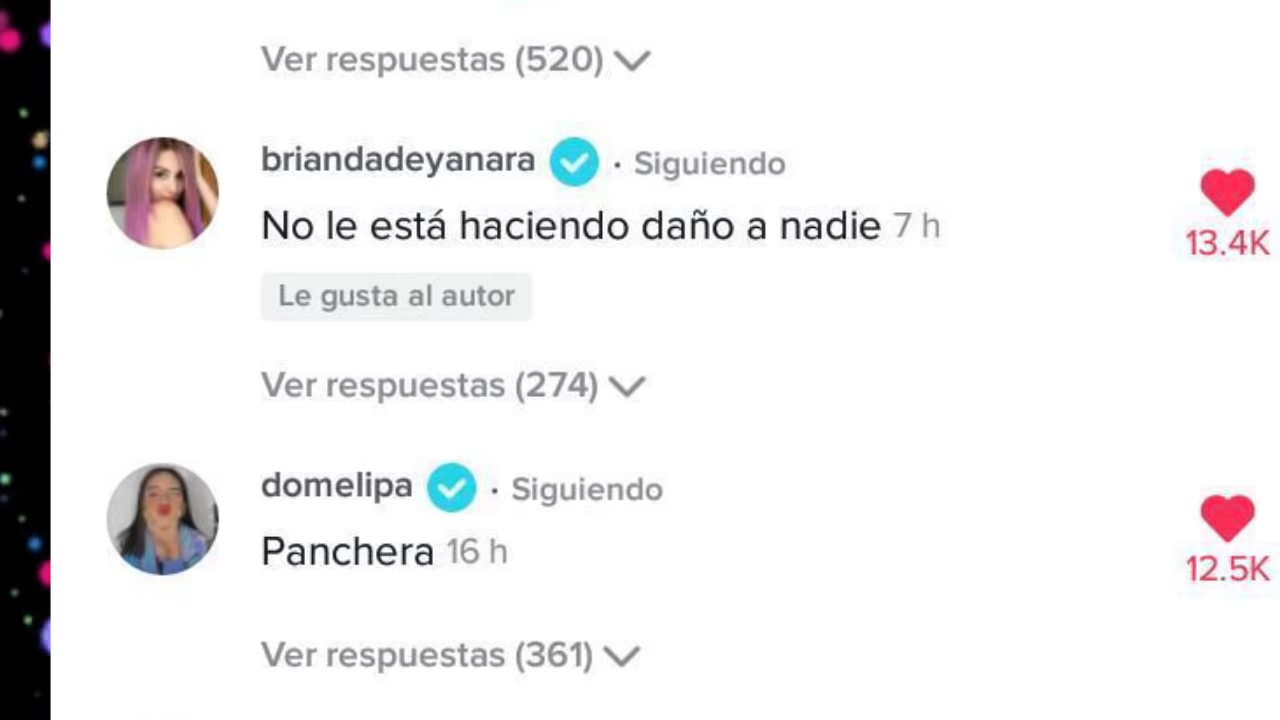 Ver respuestas (520)
briandadeyanara · Siguiendo
No le está haciendo daño a nadie 7 h
13.4K
Le gusta al autor
Ver respuestas (274)
domelipa · Siguiendo
Panchera 16 h
12.5K
Ver respuestas (361)